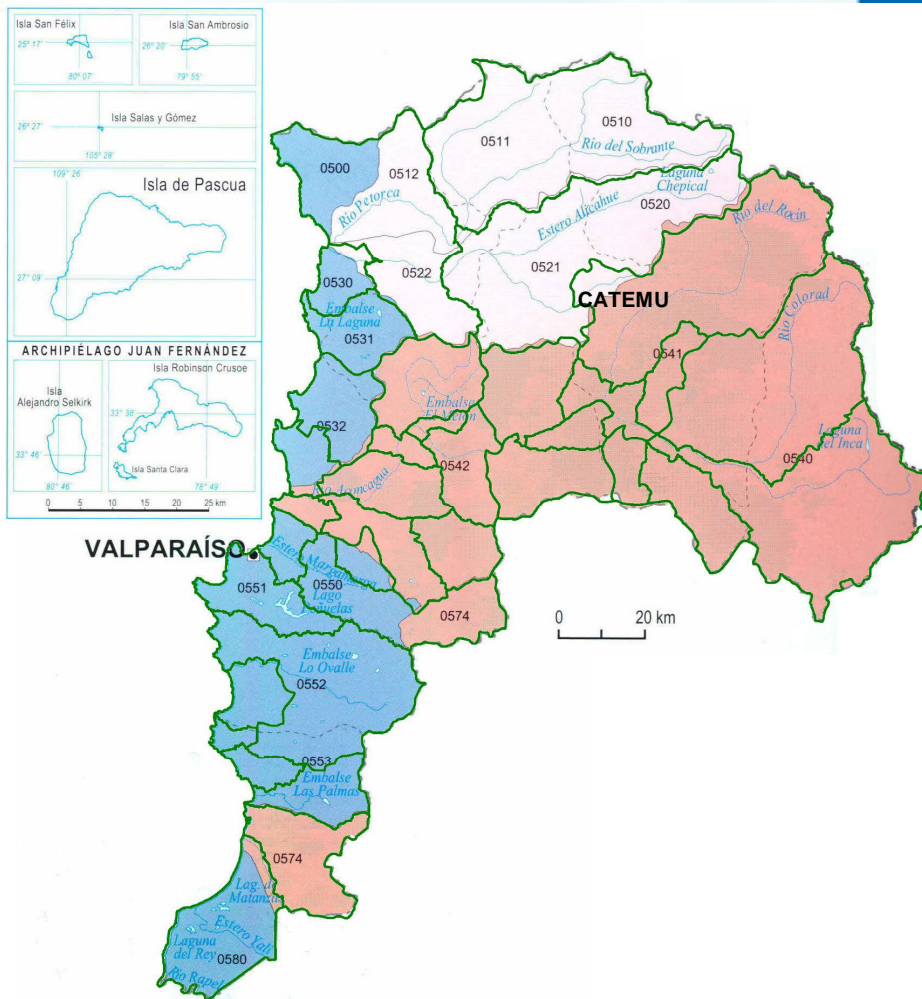 Isla San Félix
25° 17'
80° 07'
Isla San Ambrosio
26° 20'
79° 55'
Isla Salas y Gómez
26° 27'
105° 28'
109° 26
Isla de Pascua
27° 09
ARCHIPIÉLAGO JUAN FERNÁNDEZ
Isla
Alejandro Selkirk
33° 46
80° 46
Isla Robinson Crusoe
33° 38
Isla Santa Clara
78° 49
0 5 10 15 20 25 km
0500
0512
0511
0510
Río del Sobrante
Río Petorca
Laguna
Chepical
0520
Estero Alicahue
Río del Rocín
0522
0521
0530
CATEMU
Embalse
La Laguna
0531
Río Colorad
0541
Embalse
El Melón
0532
0542
Laguna
del Inca
0540
Río Aconcagua
VALPARAÍSO
Estero Margamarga
0551
0550
Lago
Peñuelas
0574
0 20 km
Embalse
Lo Ovalle
0552
0553
Embalse
Las Palmas
0574
Lag. de
Matanzas
Estero Yali
Laguna
del Rey
0580
Río Rapel